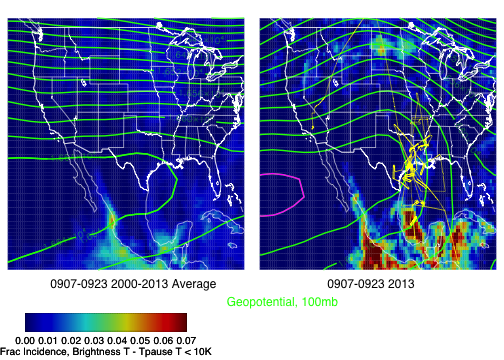 0907-0923 2000-2013 Average
0907-0923 2013
Geopotential, 100mb
0.00 0.01 0.02 0.03 0.04 0.05 0.06 0.07
Frac Incidence, Brightness T - Tpause T < 10K